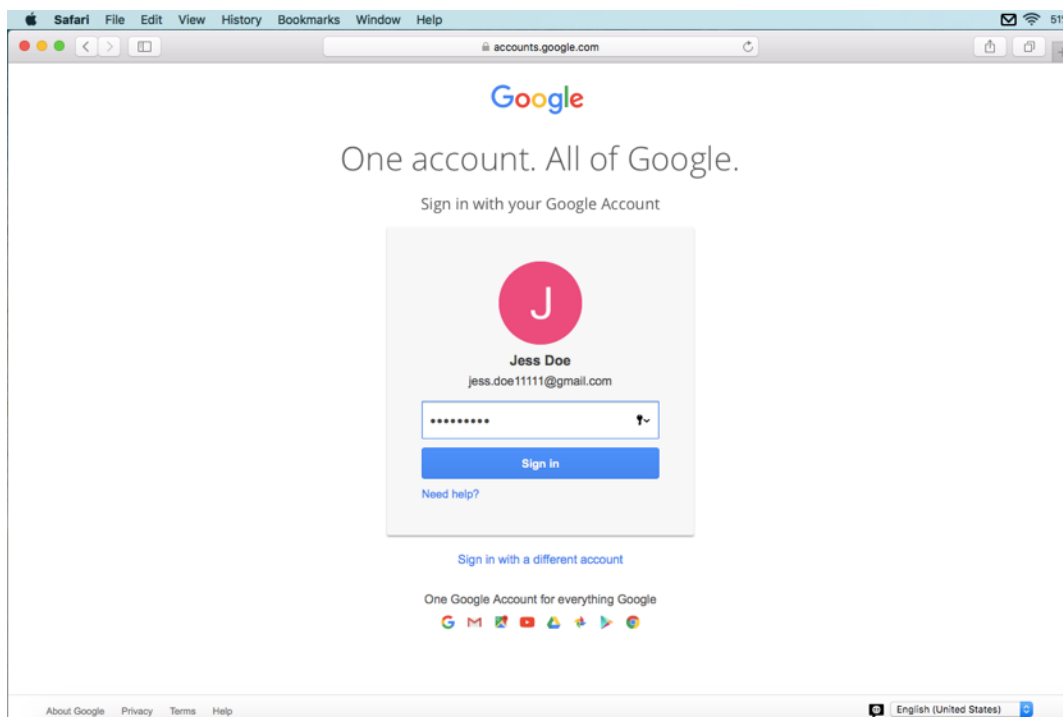 Safari File Edit View History Bookmarks Window Help 51
accounts.google.com
Google
One account. All of Google.
Sign in with your Google Account
J
Jess Doe
jess.doe11111@gmail.com
•••••••••
Sign in
Need help?
Sign in with a different account
One Google Account for everything Google
About Google Privacy Terms Help English (United States)